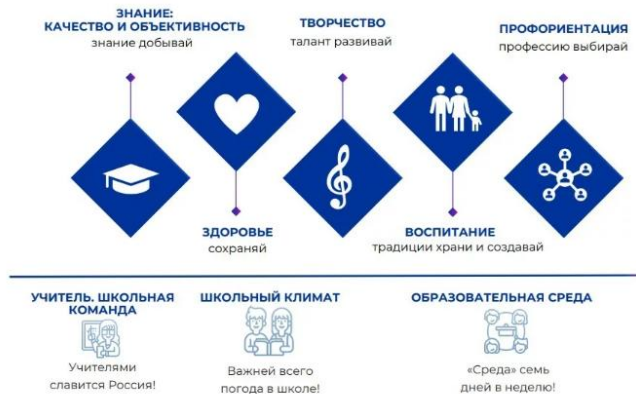 ЗНАНИЕ:
КАЧЕСТВО И ОБЪЕКТИВНОСТЬ
знание добывай
ТВОРЧЕСТВО
талант развивай
ПРОФОРИЕНТАЦИЯ
профессию выбирай
ЗДОРОВЬЕ
сохраняй
ВОСПИТАНИЕ
традиции храни и создавай
УЧИТЕЛЬ. ШКОЛЬНАЯ
КОМАНДА
Учителями
славится Россия!
ШКОЛЬНЫЙ КЛИМАТ
Важней всего
погода в школе!
ОБРАЗОВАТЕЛЬНАЯ СРЕДА
«Среда» семь
дней в неделю!